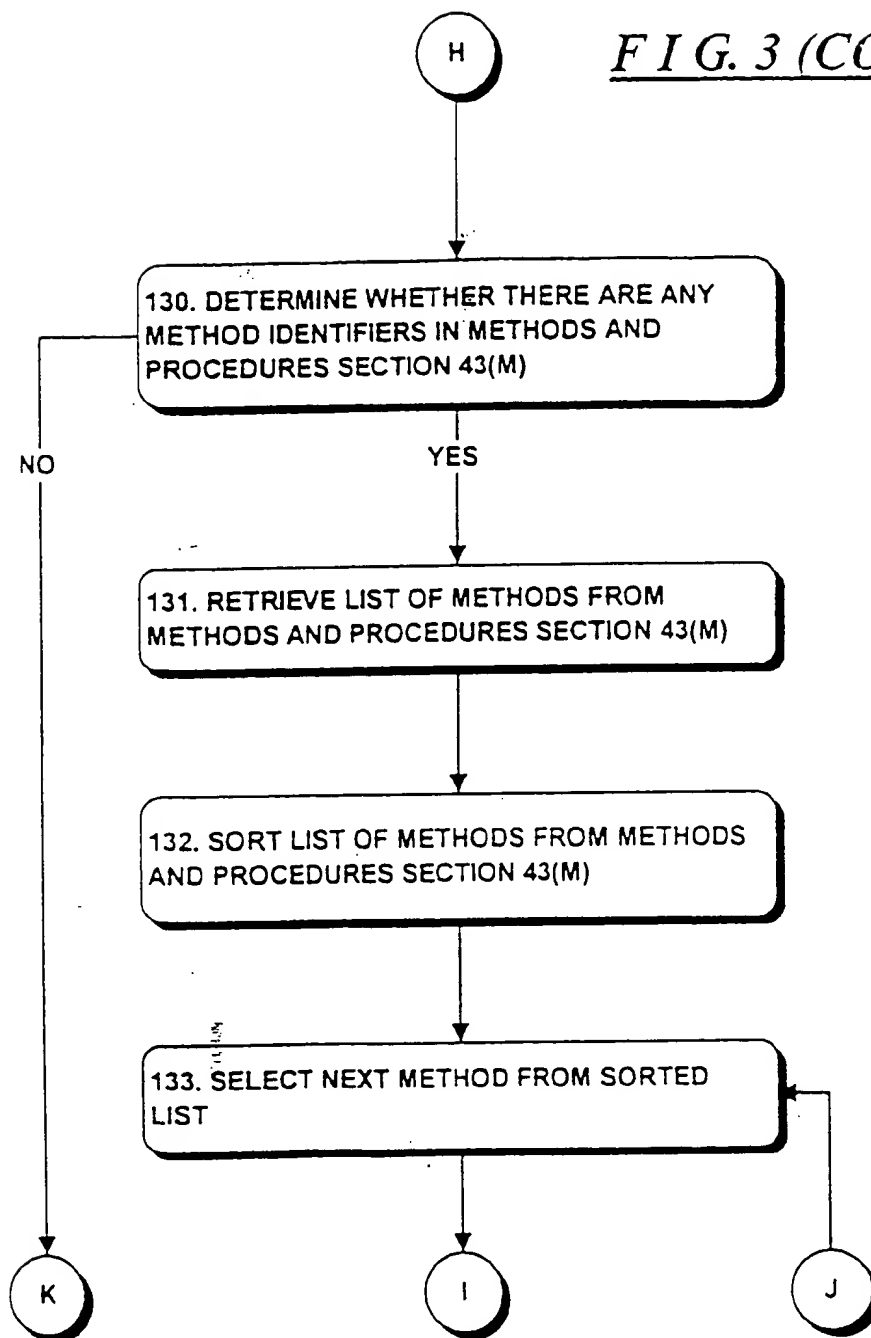 H
F I G. 3 (CO
130. DETERMINE WHETHER THERE ARE ANY
METHOD IDENTIFIERS IN METHODS AND
PROCEDURES SECTION 43(M)
NO
YES
131. RETRIEVE LIST OF METHODS FROM
METHODS AND PROCEDURES SECTION 43(M)
132. SORT LIST OF METHODS FROM METHODS
AND PROCEDURES SECTION 43(M)
133. SELECT NEXT METHOD FROM SORTED
LIST
K
I
J